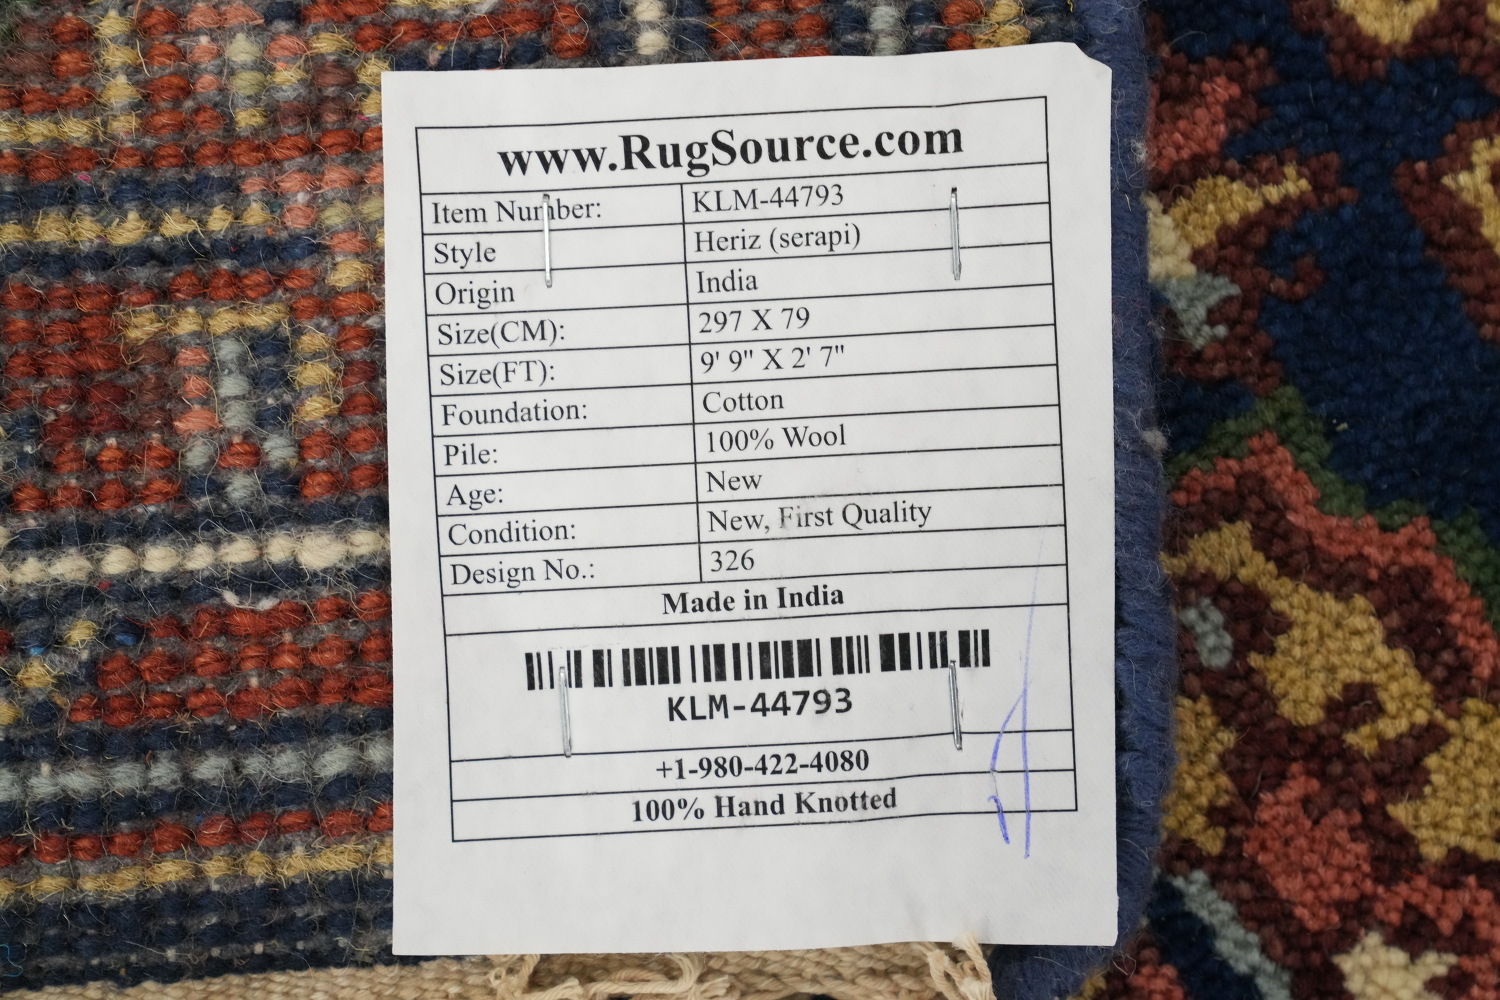 www.RugSource.com
Item Number: KLM-44793
Style Heriz (serapi)
Origin India
Size(CM): 297 X 79
Size(FT): 9' 9" X 2' 7"
Foundation: Cotton
Pile: 100% Wool
Age: New
Condition: New, First Quality
Design No.: 326
Made in India
KLM-44793
+1-980-422-4080
100% Hand Knotted